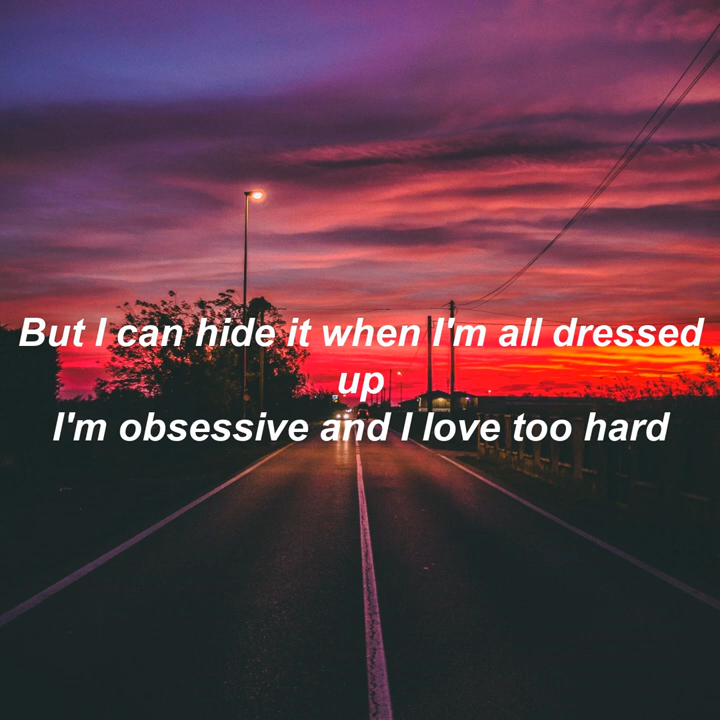 But I can hide it when I'm all dressed
up
I'm obsessive and I love too hard